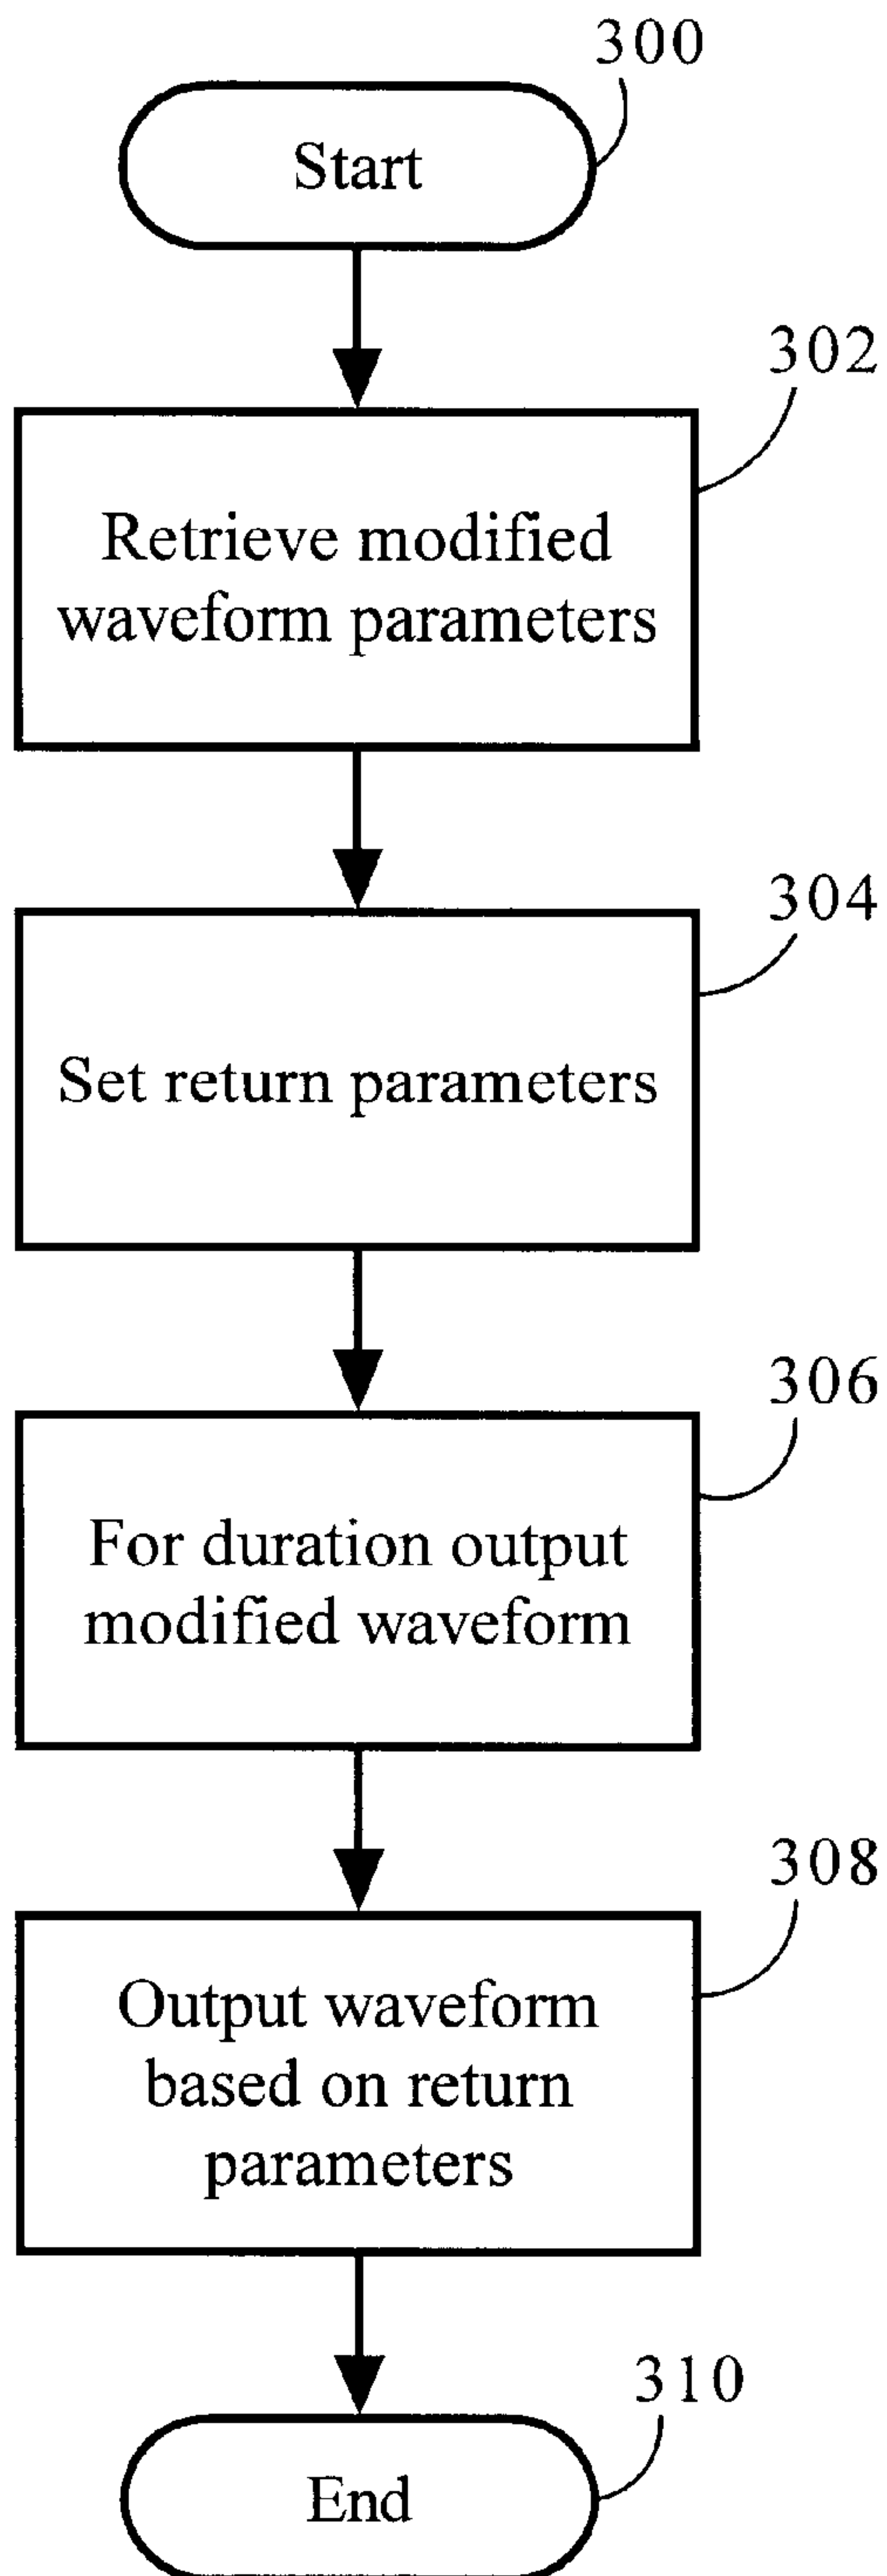 300
Start
302
Retrieve modified
waveform parameters
304
Set return parameters
306
For duration output
modified waveform
308
Output waveform
based on return
parameters
310
End